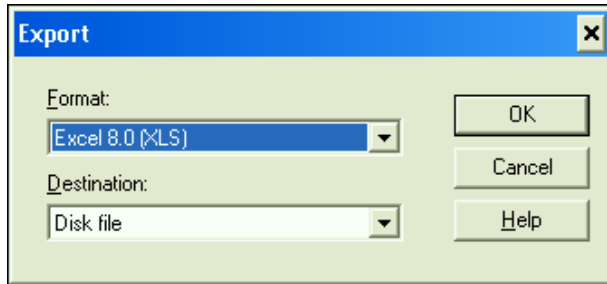 Export
Format:
Excel 8.0 (XLS)
Destination:
Disk file
OK
Cancel
Help